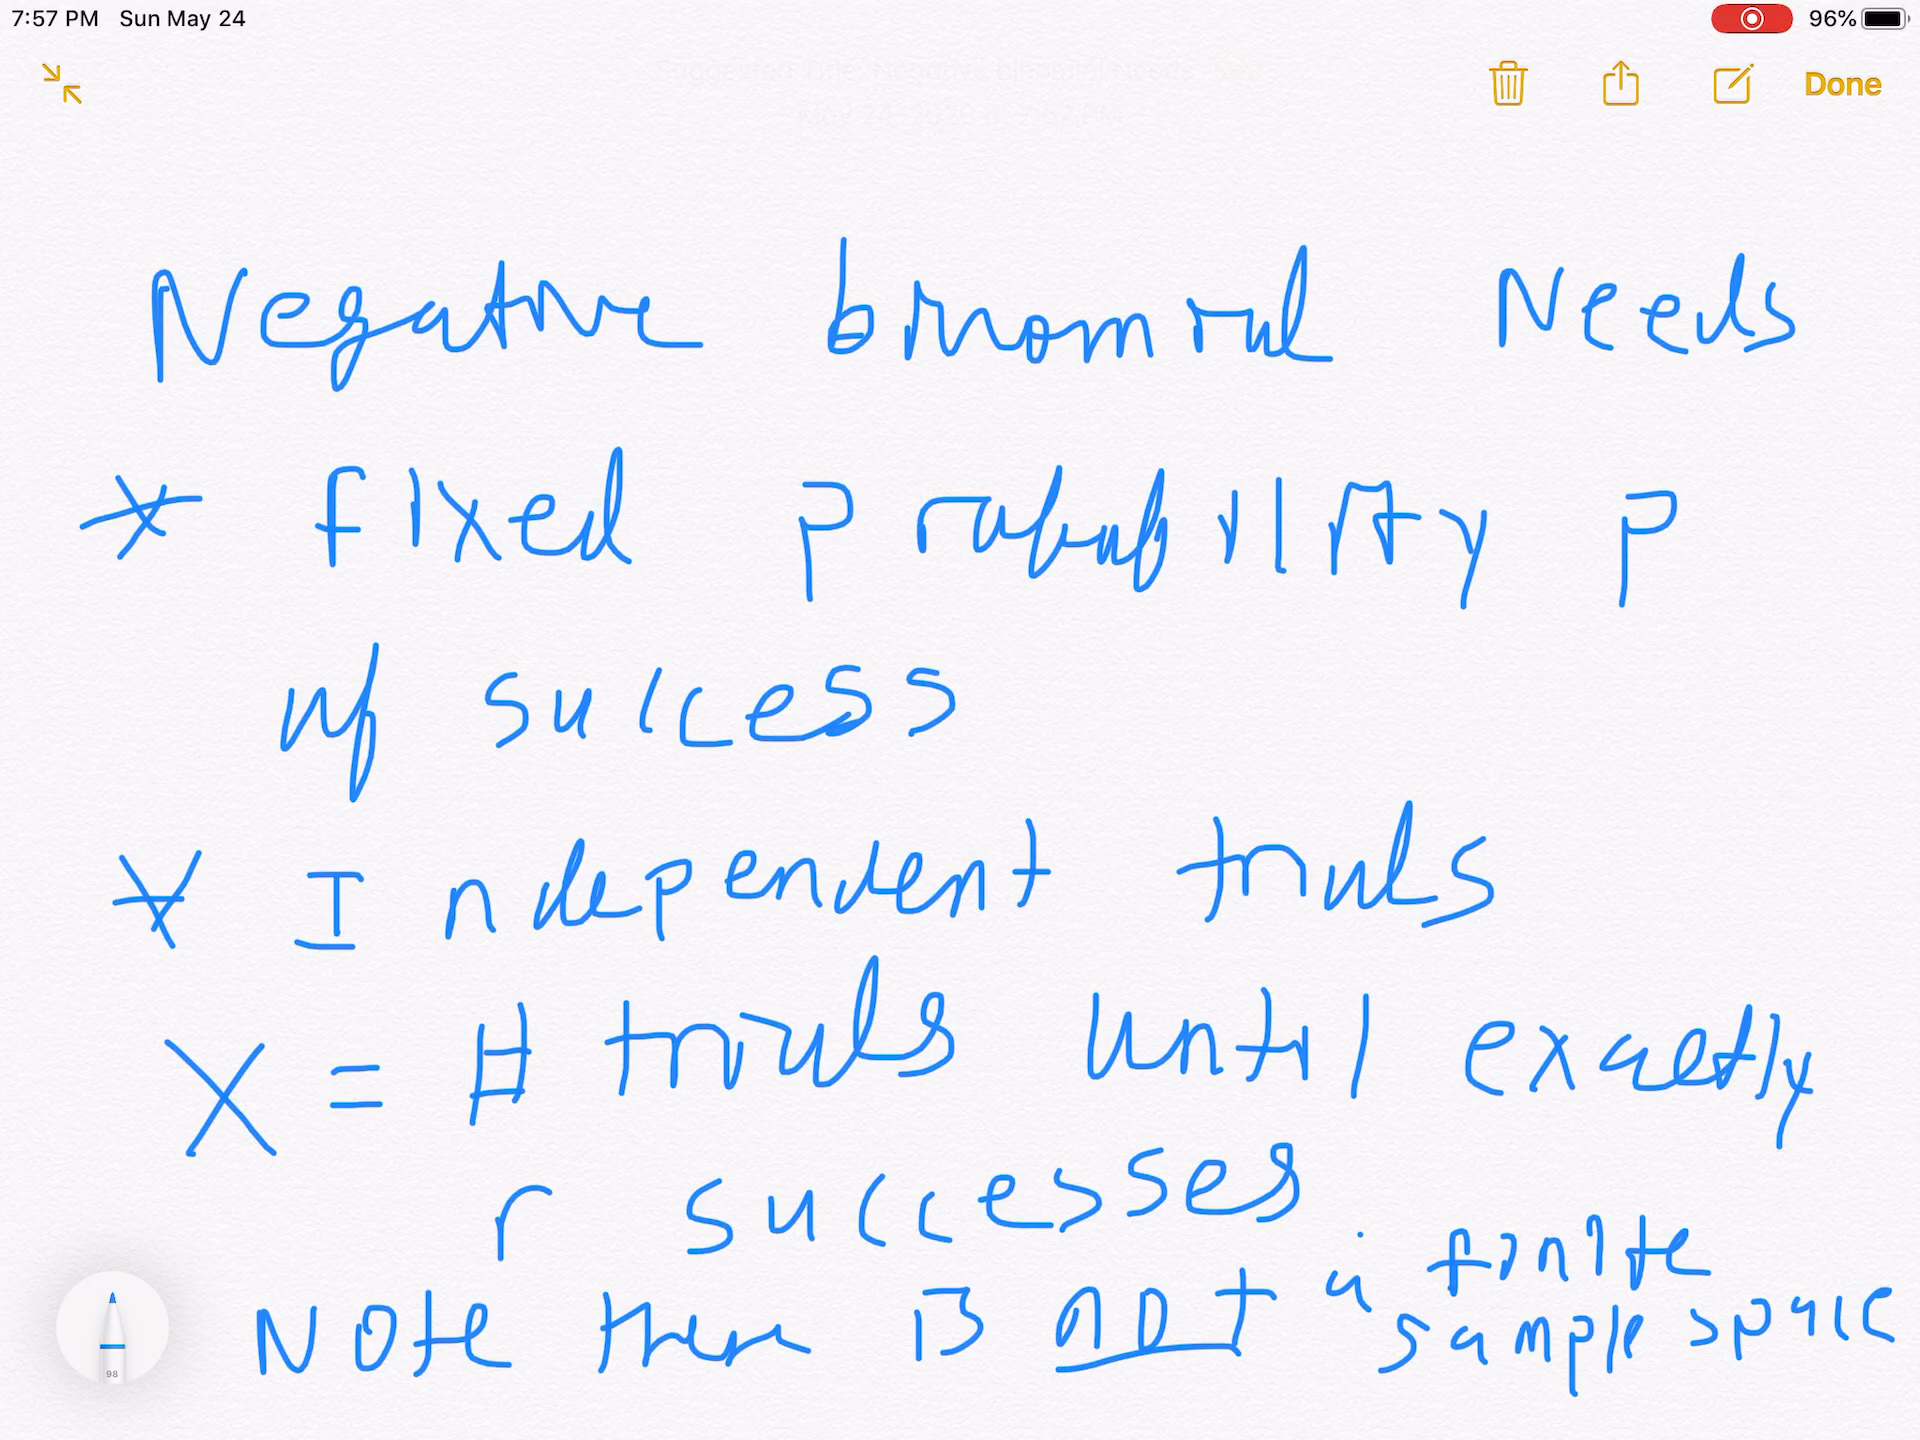 7:57 PM Sun May 24
96%
Done
Negative binomial Needs
* fixed probability p
of success
* Independent trials
X = # trials until exactly
r successes
Note there is not a finite
sample space
98